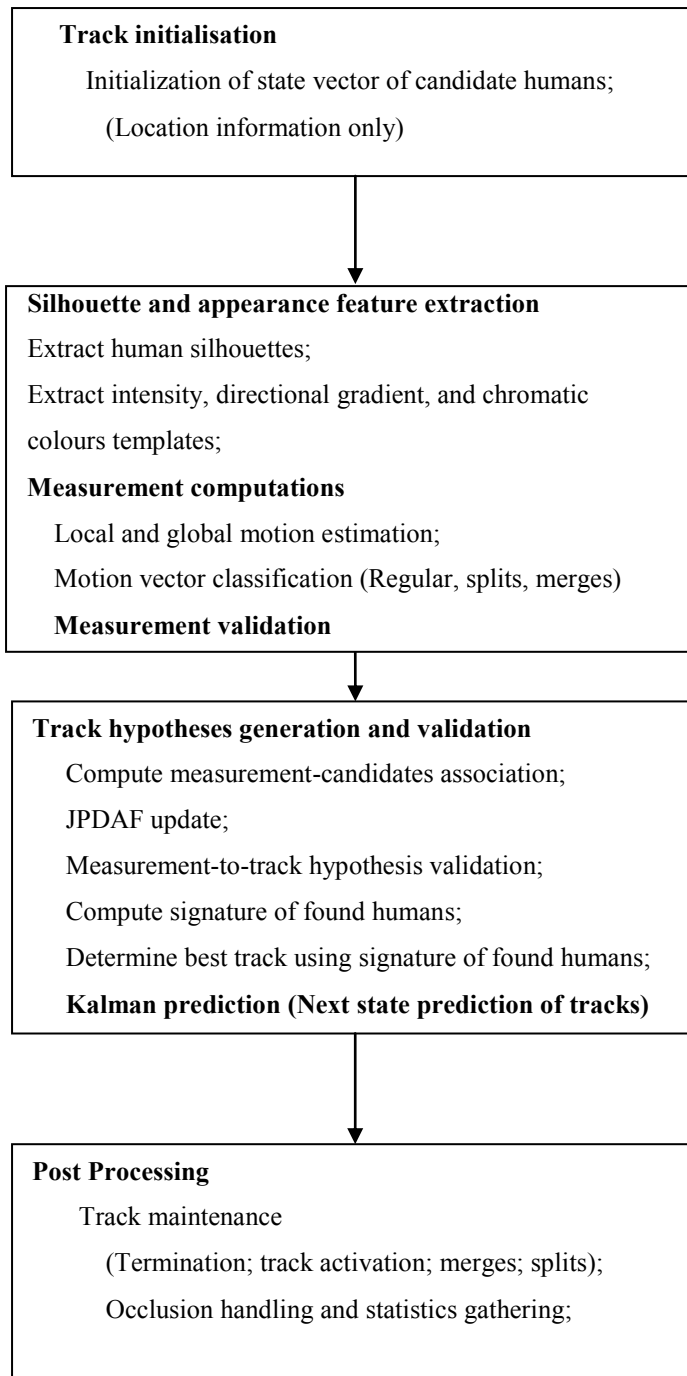 Track initialisation
Initialization of state vector of candidate humans;
(Location information only)
Silhouette and appearance feature extraction
Extract human silhouettes;
Extract intensity, directional gradient, and chromatic
colours templates;
Measurement computations
Local and global motion estimation;
Motion vector classification (Regular, splits, merges)
Measurement validation
Track hypotheses generation and validation
Compute measurement-candidates association;
JPDAF update;
Measurement-to-track hypothesis validation;
Compute signature of found humans;
Determine best track using signature of found humans;
Kalman prediction (Next state prediction of tracks)
Post Processing
Track maintenance
(Termination; track activation; merges; splits);
Occlusion handling and statistics gathering;